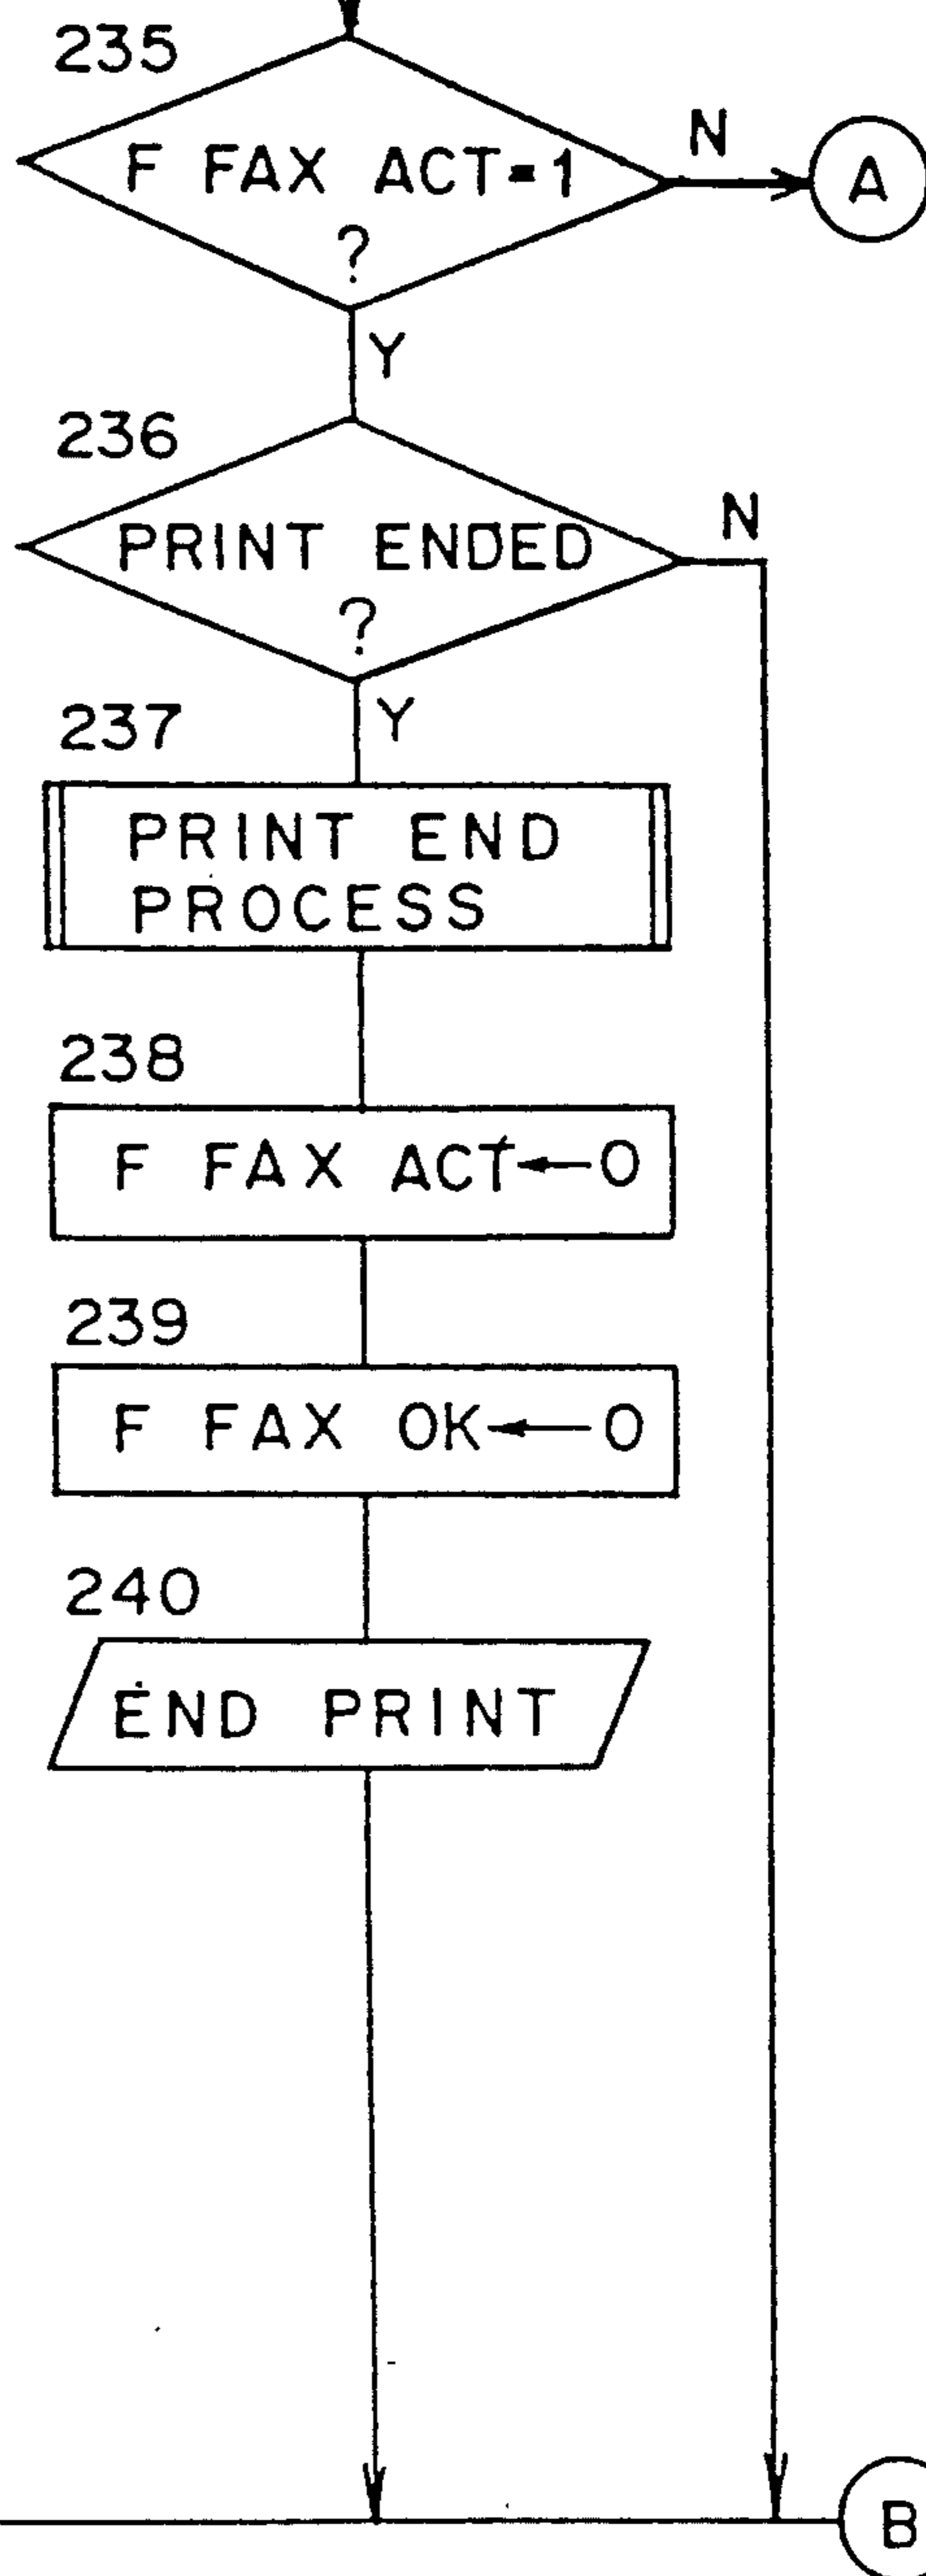 235
F FAX ACT=1
?
N
A
Y
236
PRINT ENDED
?
N
Y
237
PRINT END
PROCESS
238
F FAX ACT←0
239
F FAX OK←0
240
END PRINT
B